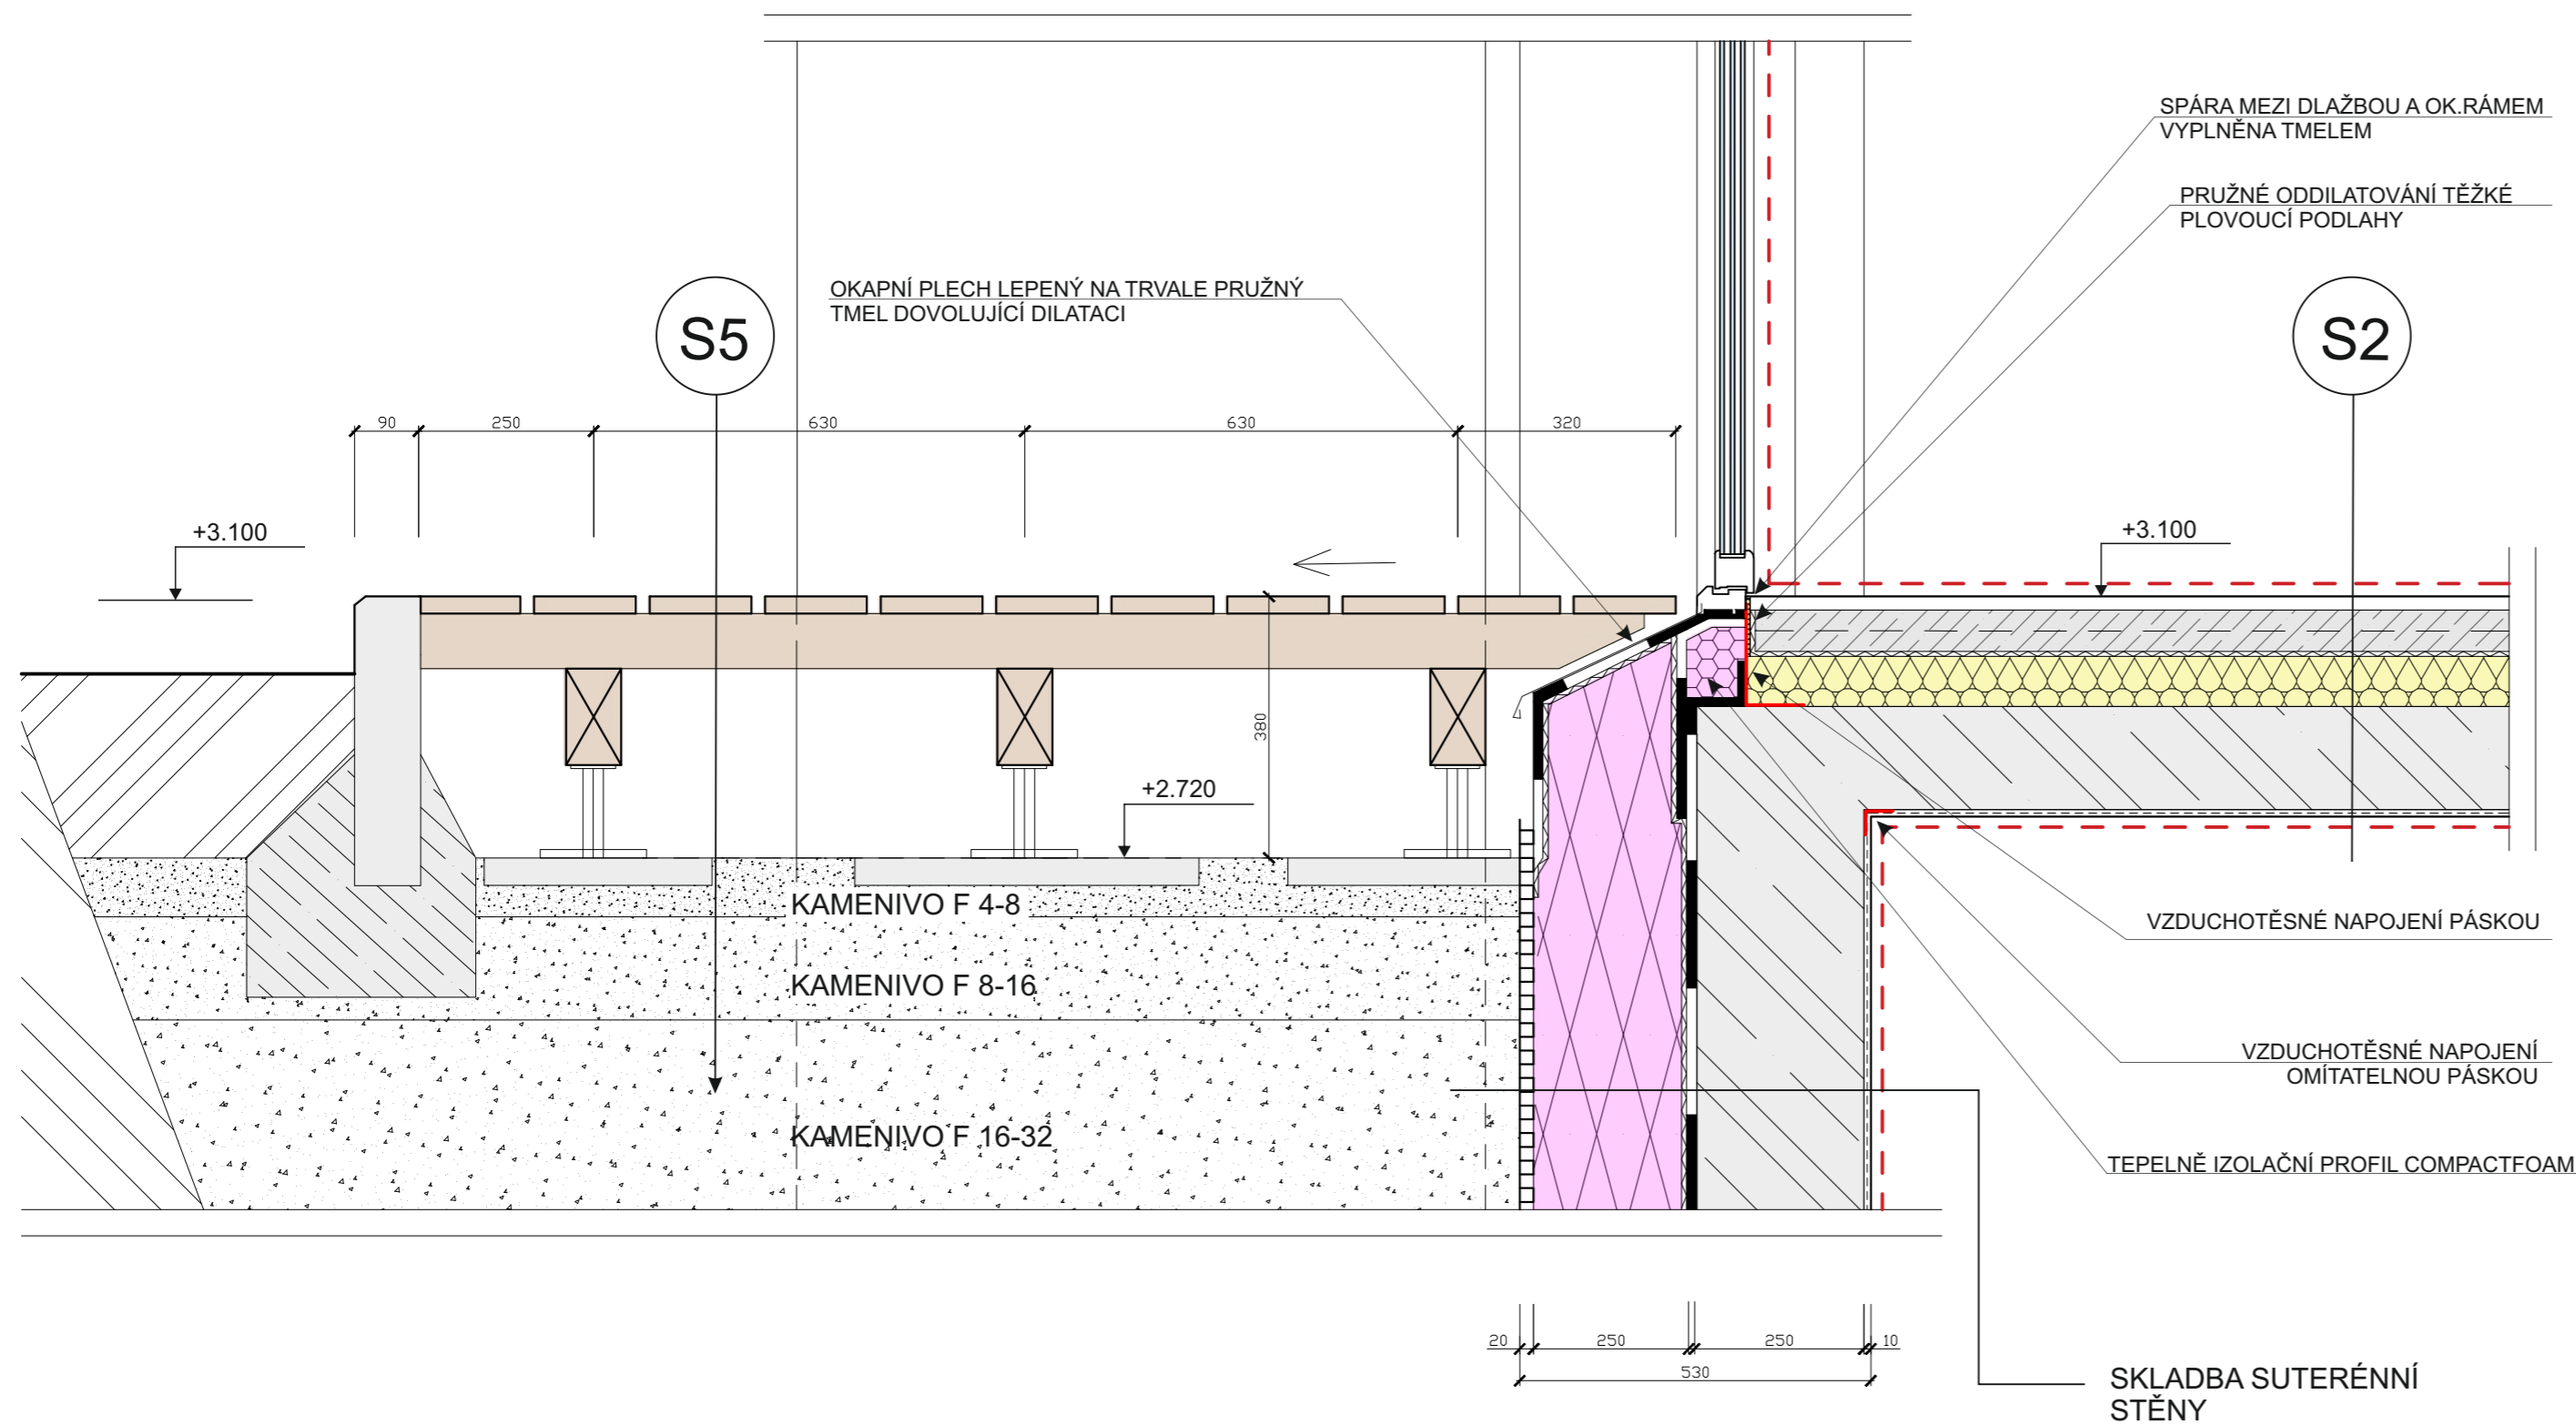 SPÁRA MEZI DLAŽBOU A OK.RÁMEM
VYPLNĚNA TMELEM
PRUŽNÉ ODDILATOVÁNÍ TĚŽKÉ
PLOVOUCÍ PODLAHY
OKAPNÍ PLECH LEPENÝ NA TRVALE PRUŽNÝ
TMEL DOVOLUJÍCÍ DILATACI
S5
S2
90
250
630
630
320
+3.100
+3.100
380
+2.720
KAMENIVO F 4-8
KAMENIVO F 8-16
KAMENIVO F 16-32
VZDUCHOTĚSNÉ NAPOJENÍ PÁSKOU
VZDUCHOTĚSNÉ NAPOJENÍ
OMÍTATELNOU PÁSKOU
TEPELNĚ IZOLAČNÍ PROFIL COMPACTFOAM
20
250
250
10
530
SKLADBA SUTERÉNNÍ
STĚNY